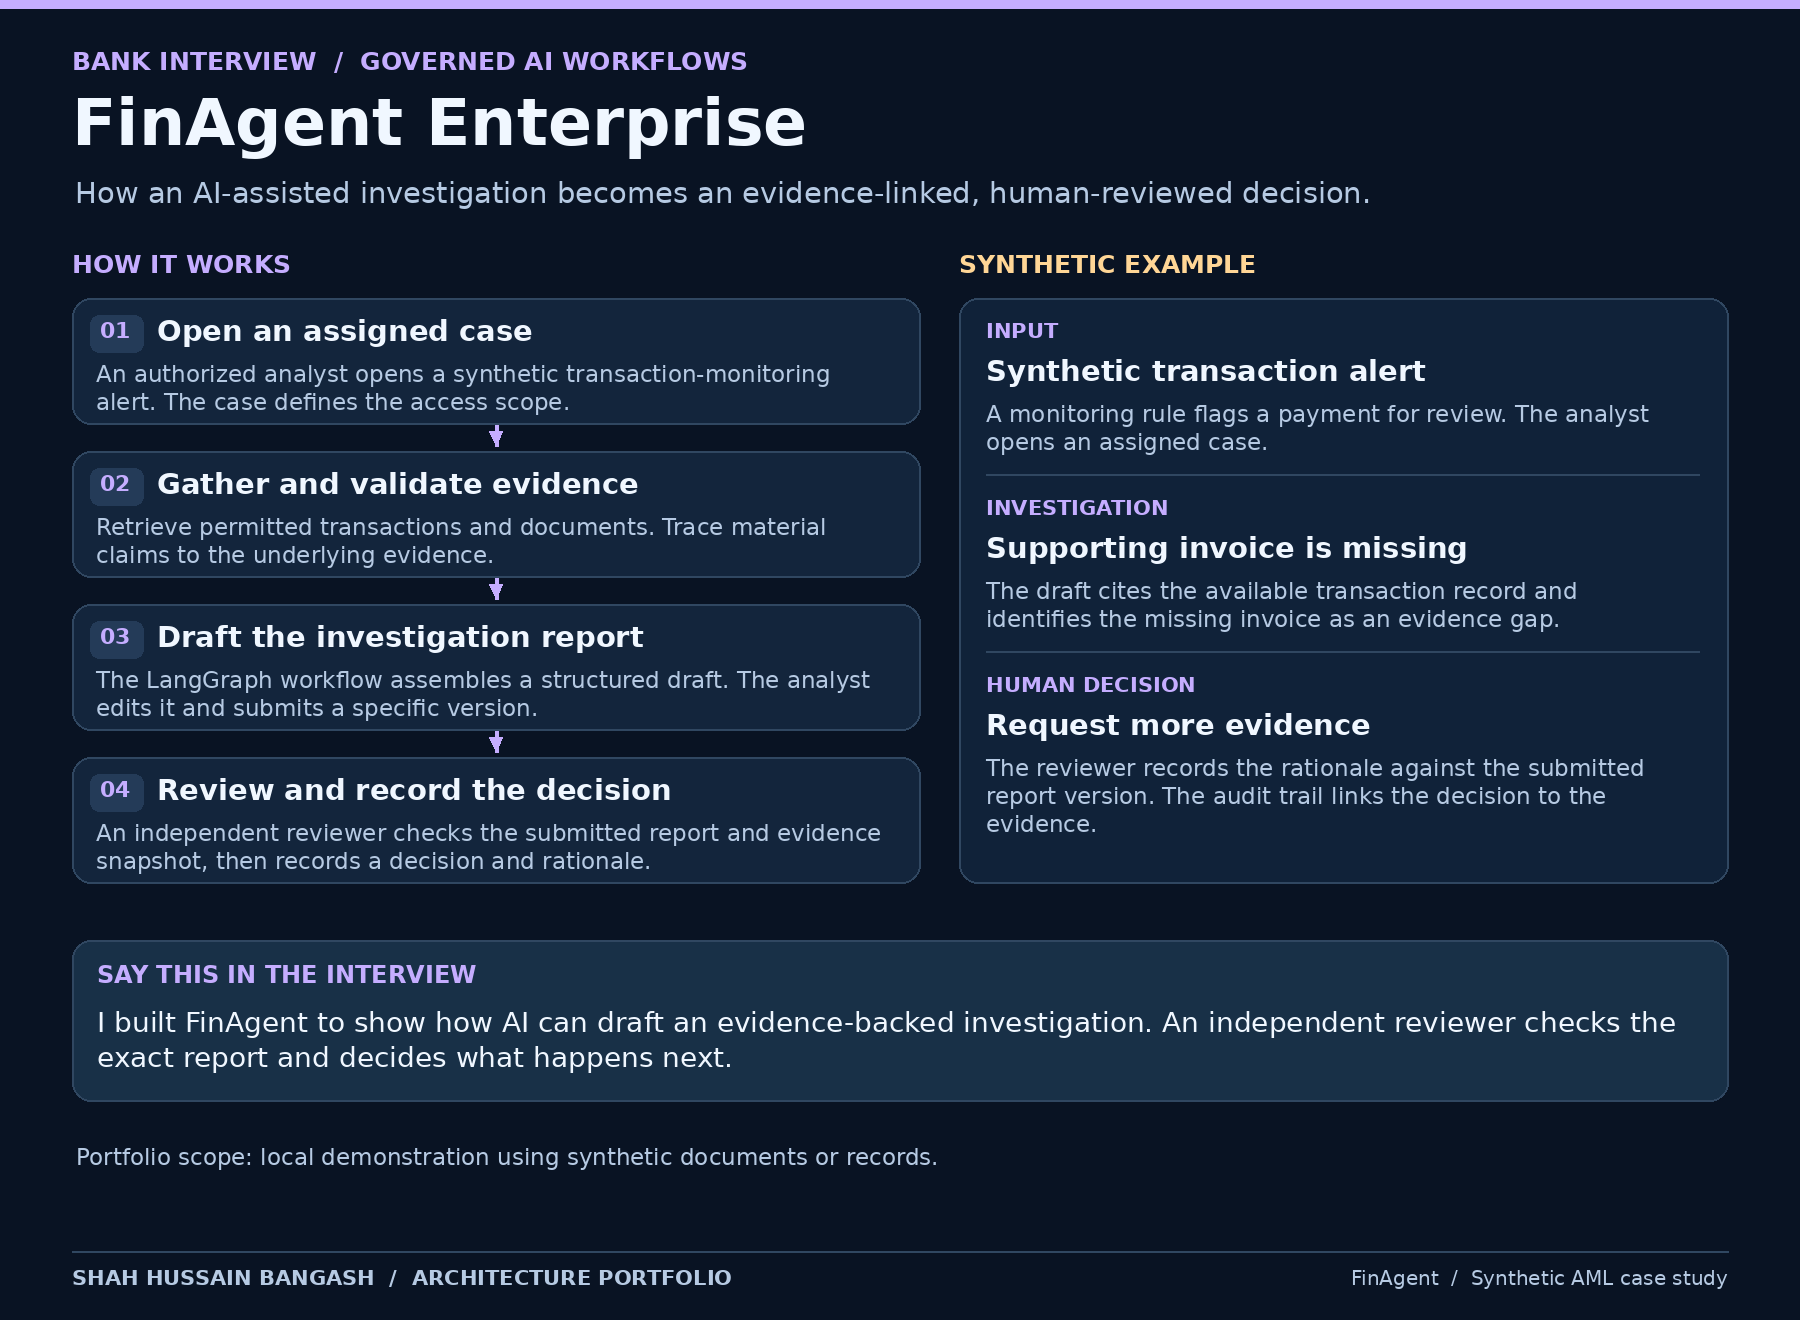 BANK INTERVIEW / GOVERNED AI WORKFLOWS
FinAgent Enterprise
How an AI-assisted investigation becomes an evidence-linked, human-reviewed decision.
HOW IT WORKS
01 Open an assigned case
An authorized analyst opens a synthetic transaction-monitoring
alert. The case defines the access scope.
02 Gather and validate evidence
Retrieve permitted transactions and documents. Trace material
claims to the underlying evidence.
03 Draft the investigation report
The LangGraph workflow assembles a structured draft. The analyst
edits it and submits a specific version.
04 Review and record the decision
An independent reviewer checks the submitted report and evidence
snapshot, then records a decision and rationale.
SYNTHETIC EXAMPLE
INPUT
Synthetic transaction alert
A monitoring rule flags a payment for review. The analyst
opens an assigned case.
INVESTIGATION
Supporting invoice is missing
The draft cites the available transaction record and
identifies the missing invoice as an evidence gap.
HUMAN DECISION
Request more evidence
The reviewer records the rationale against the submitted
report version. The audit trail links the decision to the
evidence.
SAY THIS IN THE INTERVIEW
I built FinAgent to show how AI can draft an evidence-backed investigation. An independent reviewer checks the
exact report and decides what happens next.
Portfolio scope: local demonstration using synthetic documents or records.
SHAH HUSSAIN BANGASH / ARCHITECTURE PORTFOLIO
FinAgent / Synthetic AML case study